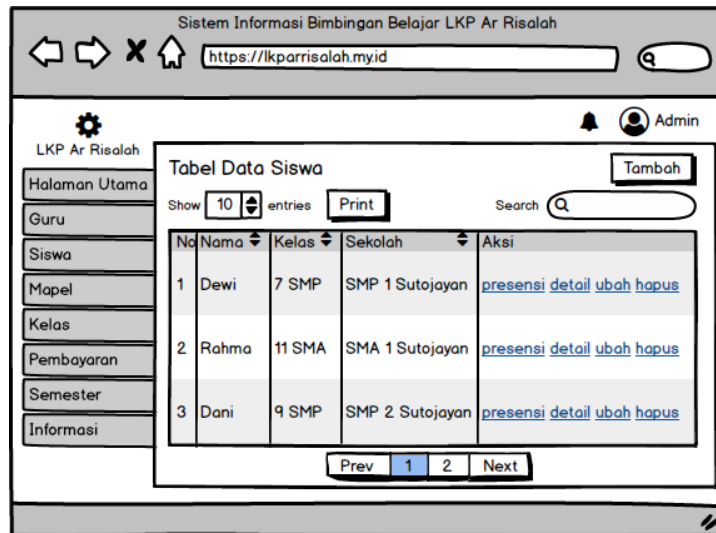 Sistem Informasi Bimbingan Belajar LKP Ar Risalah
https://lkparrisalah.my.id
LKP Ar Risalah
Admin
Halaman Utama
Guru
Siswa
Mapel
Kelas
Pembayaran
Semester
Informasi
Tabel Data Siswa
Tambah
Show 10 entries Print Search
No Nama Kelas Sekolah Aksi
1 Dewi 7 SMP SMP 1 Sutojayan presensi detail ubah hapus
2 Rahma 11 SMA SMA 1 Sutojayan presensi detail ubah hapus
3 Dani 9 SMP SMP 2 Sutojayan presensi detail ubah hapus
Prev 1 2 Next